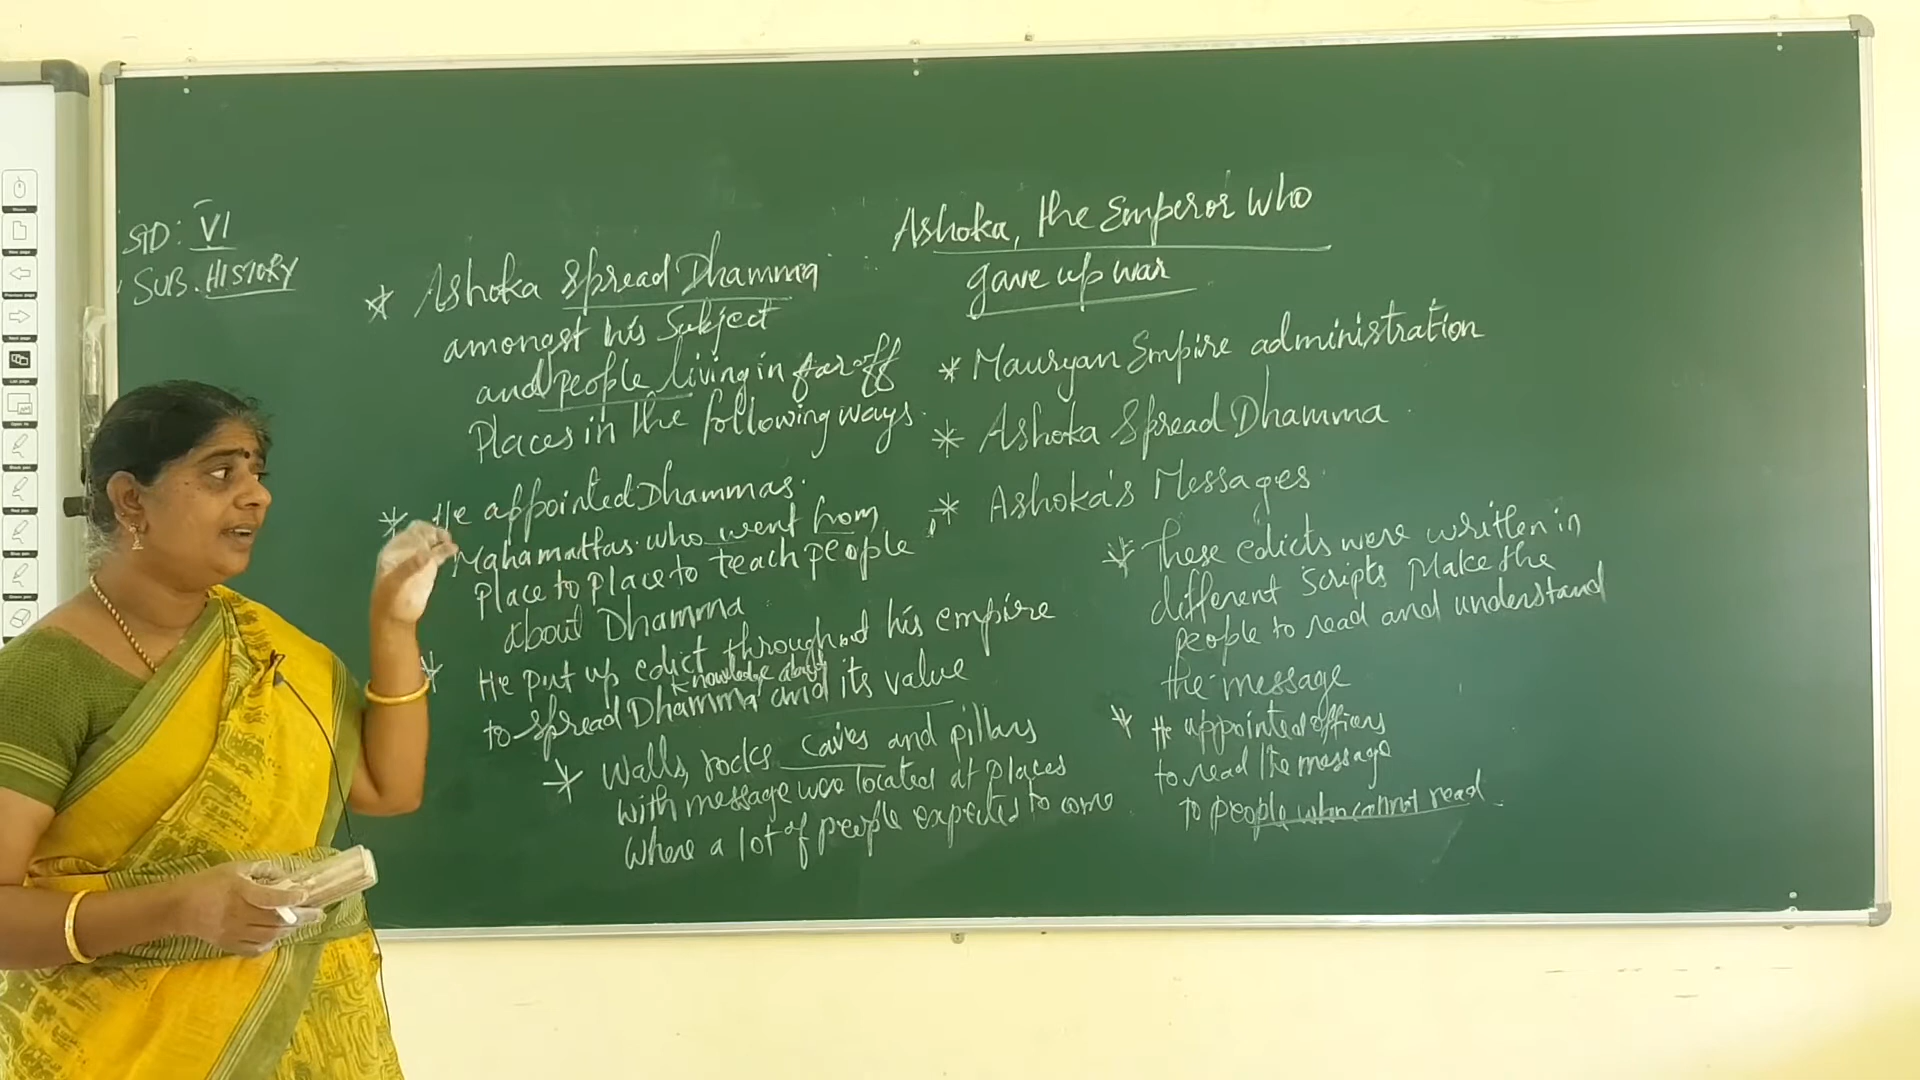 STD: VI
SUB. HISTORY
Ashoka, the Emperor who
gave up war
* Ashoka Spread Dhamma
amongst his Subject
and people living in far off
Places in the following ways.
* He appointed Dhammas.
Mahamattas. who went from
place to place to teach people
about Dhamma
* He put up edict throughout his empire
to spread Dhamma knowledge about and its value
* Walls, rocks caves and pillars
with message were located at places
where a lot of people expected to come
* Mauryan Empire administration
* Ashoka Spread Dhamma.
* Ashoka's Messages.
* These edicts were written in
different Scripts Make the
people to read and understand
the message
* He appointed officers
to read the message
to people who cannot read